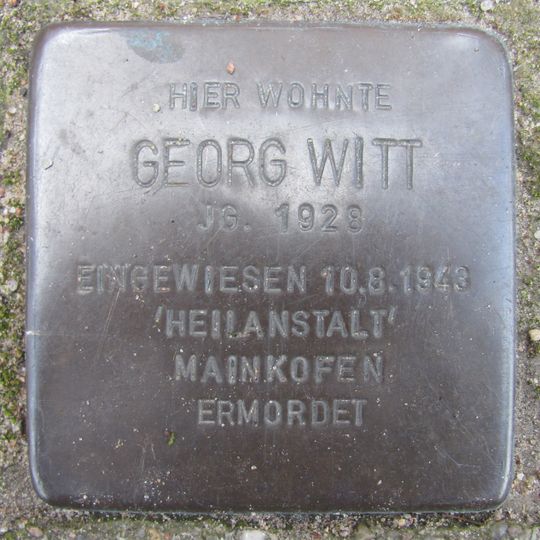 HIER WOHNTE
GEORG WITT
JG. 1928
EINGEWIESEN 10.8.1943
'HEILANSTALT'
MAINKOFEN
ERMORDET